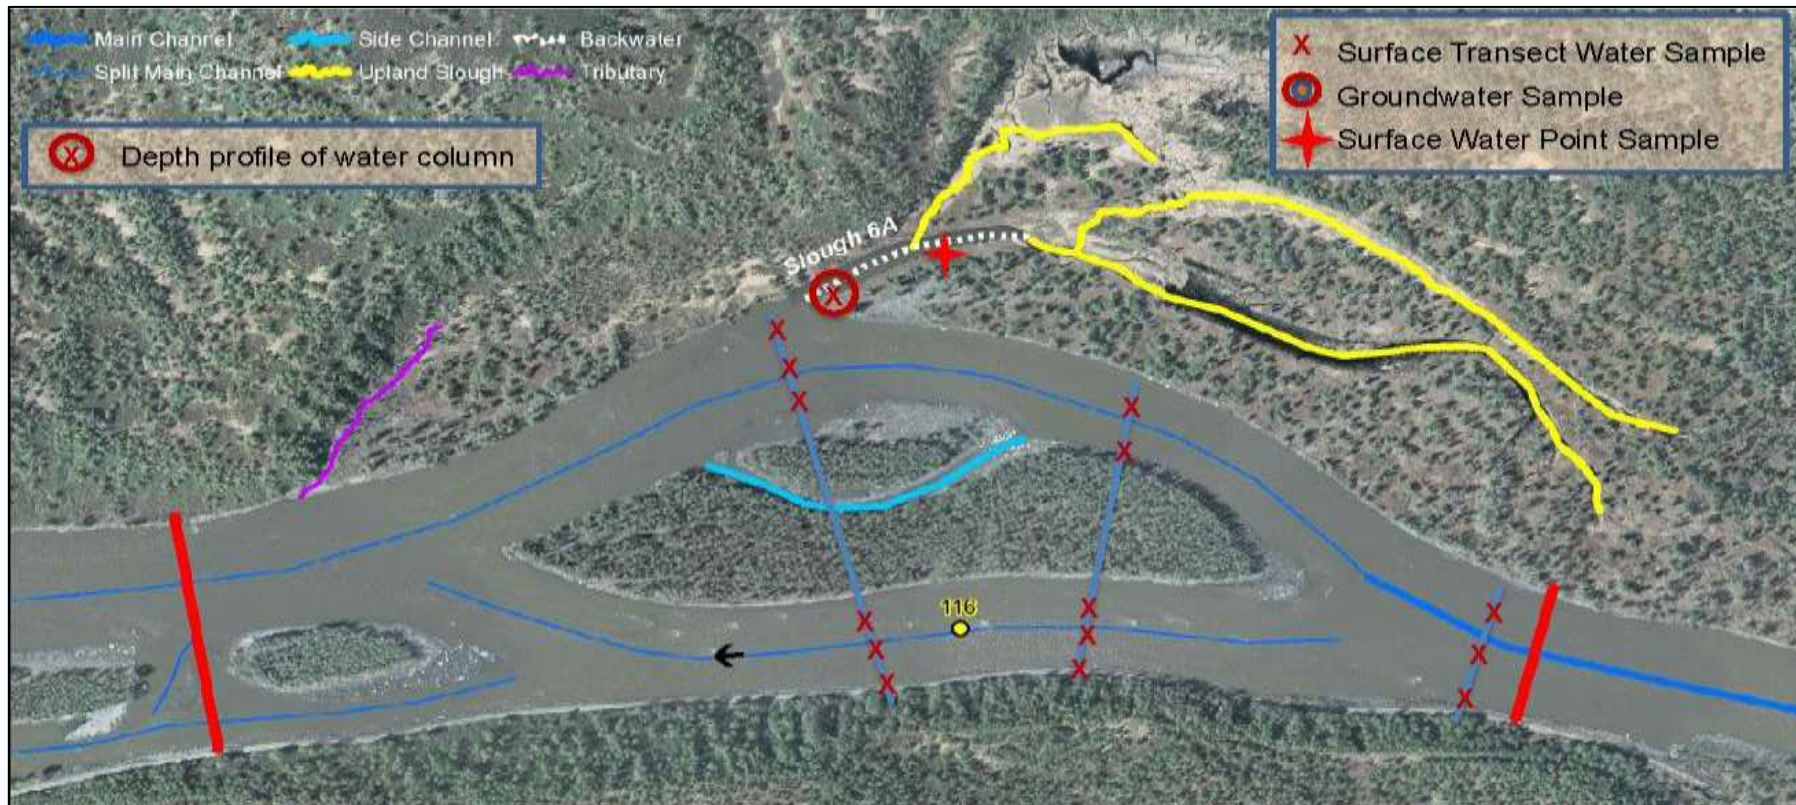 Main Channel
Side Channel
Backwater
Split Main Channel
Upland Slough
Tributary
Depth profile of water column
X Surface Transect Water Sample
Groundwater Sample
Surface Water Point Sample
Slough 6A
116